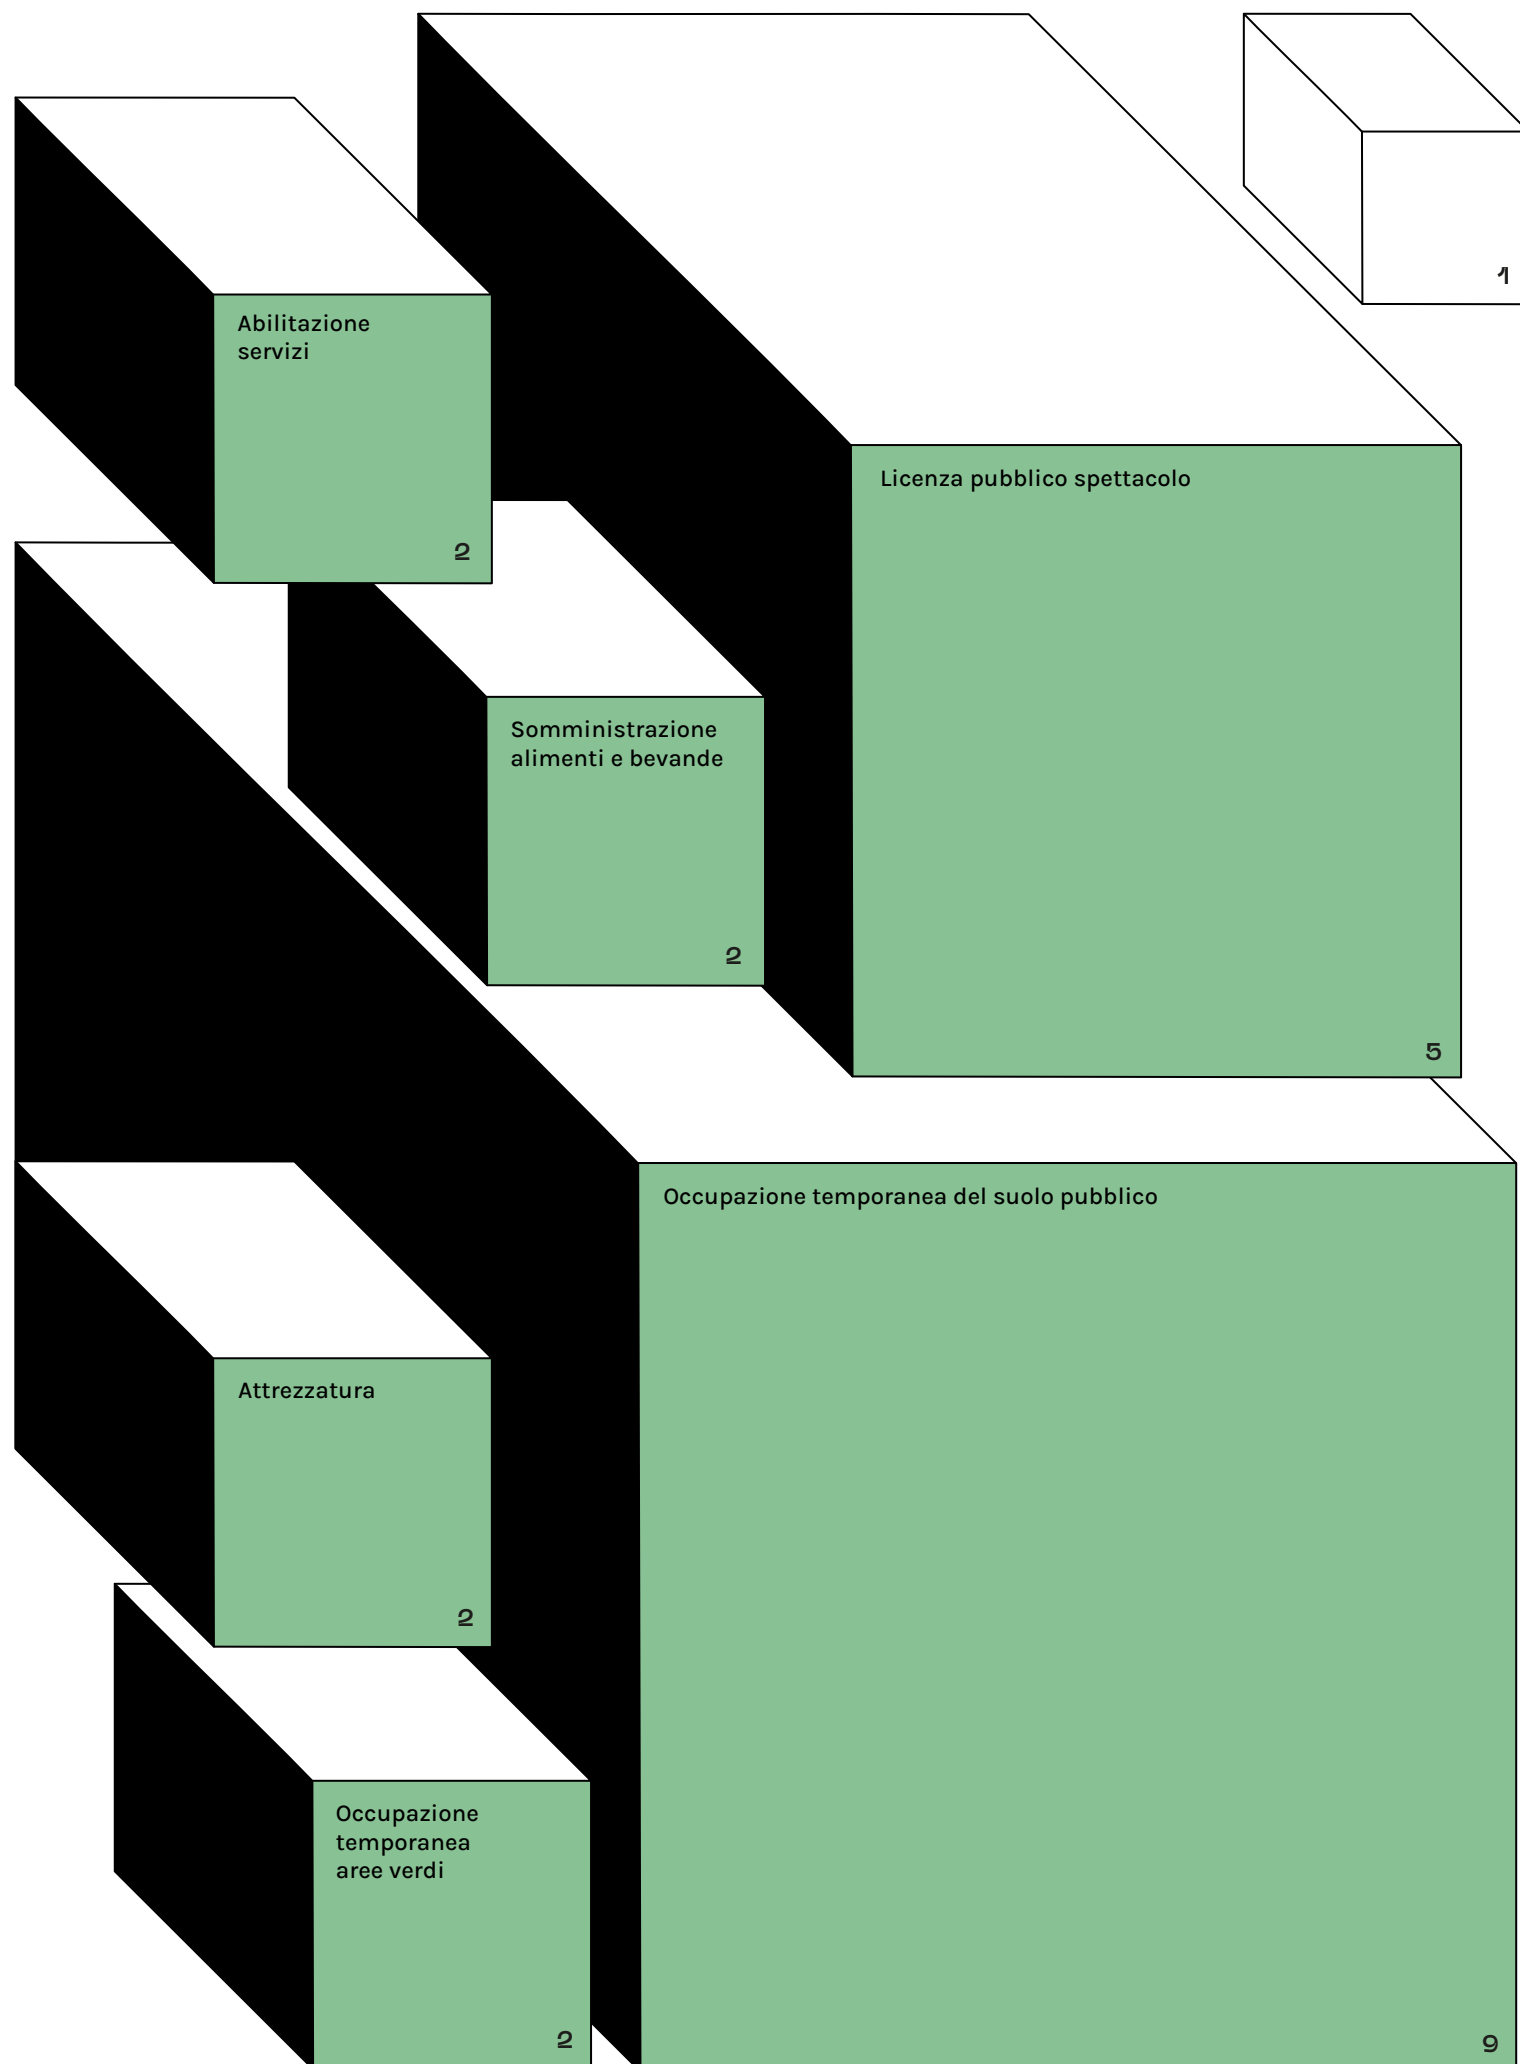 1
Abilitazione
servizi
2
Licenza pubblico spettacolo
5
Somministrazione
alimenti e bevande
2
Occupazione temporanea del suolo pubblico
9
Attrezzatura
2
Occupazione
temporanea
aree verdi
2